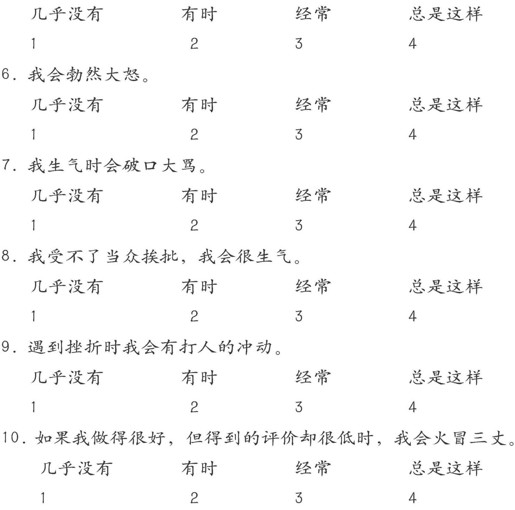 几乎没有 有时 经常 总是这样
1 2 3 4
6. 我会勃然大怒。
几乎没有 有时 经常 总是这样
1 2 3 4
7. 我生气时会破口大骂。
几乎没有 有时 经常 总是这样
1 2 3 4
8. 我受不了当众挨批，我会很生气。
几乎没有 有时 经常 总是这样
1 2 3 4
9. 遇到挫折时我会有打人的冲动。
几乎没有 有时 经常 总是这样
1 2 3 4
10. 如果我做得很好，但得到的评价却很低时，我会火冒三丈。
几乎没有 有时 经常 总是这样
1 2 3 4